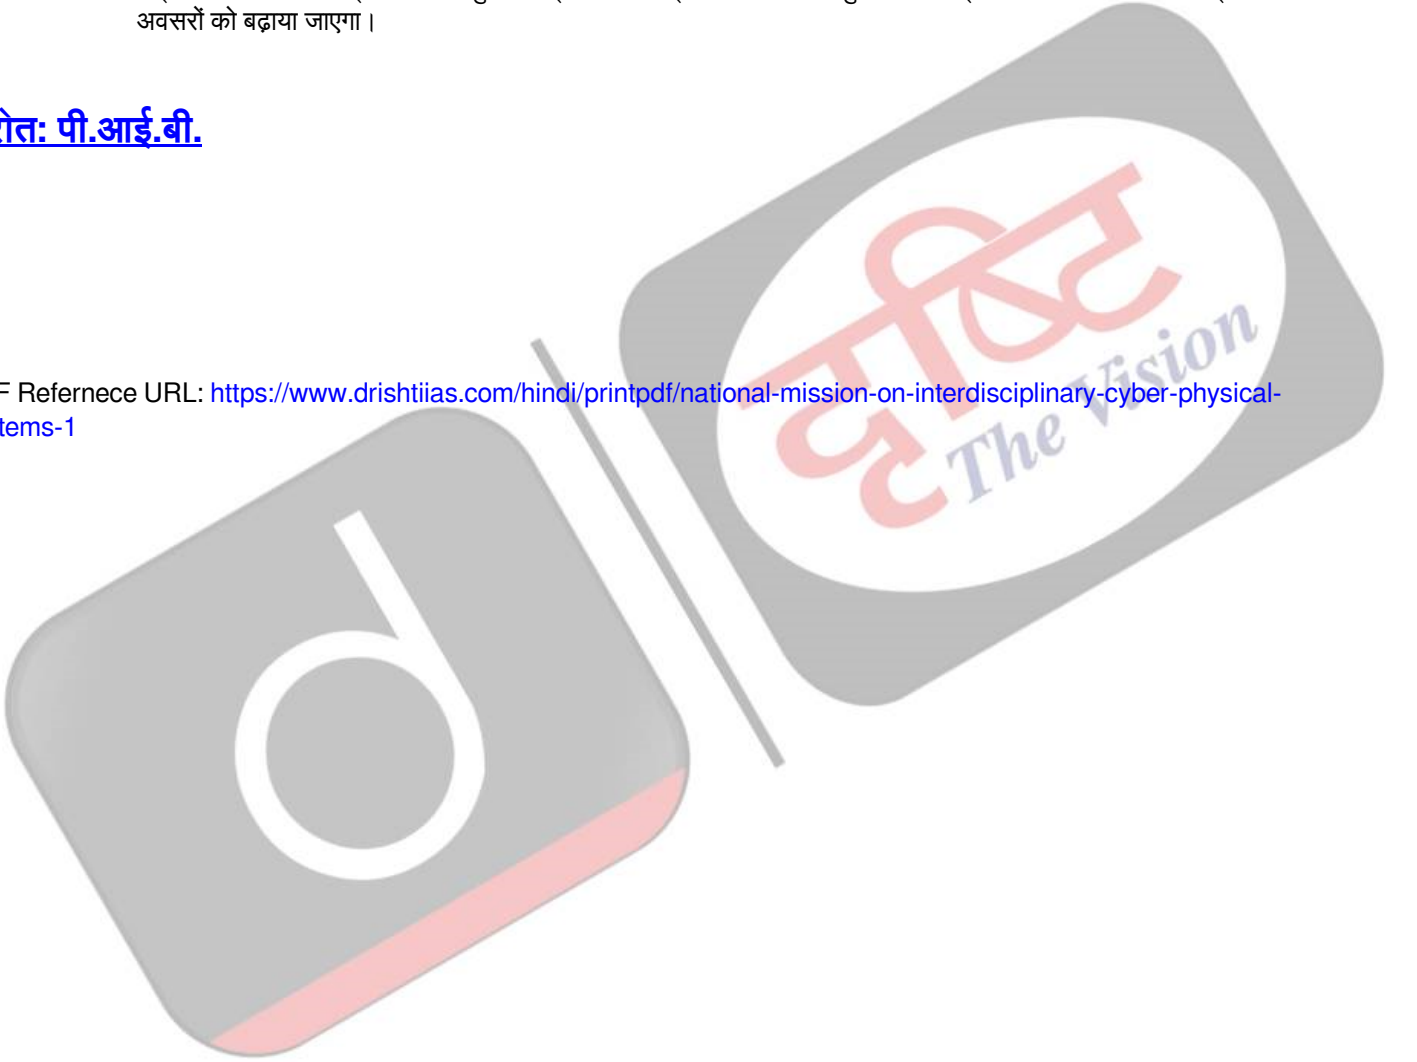 अवसरों को बढ़ाया जाएगा।
पी.आई.बी.
Refernece URL: https://www.drishtiias.com/hindi/printpdf/national-mission-on-interdisciplinary-cyber-physical-
tems-1
दृष्टि
The Vision
d